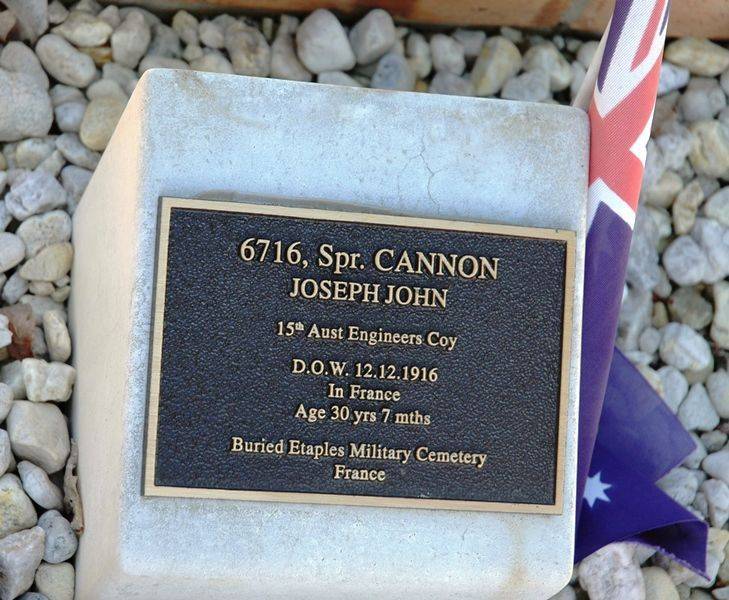 6716, Spr. CANNON
JOSEPH JOHN
15th Aust Engineers Coy
D.O.W. 12.12.1916
In France
Age 30 yrs 7 mths
Buried Etaples Military Cemetery
France